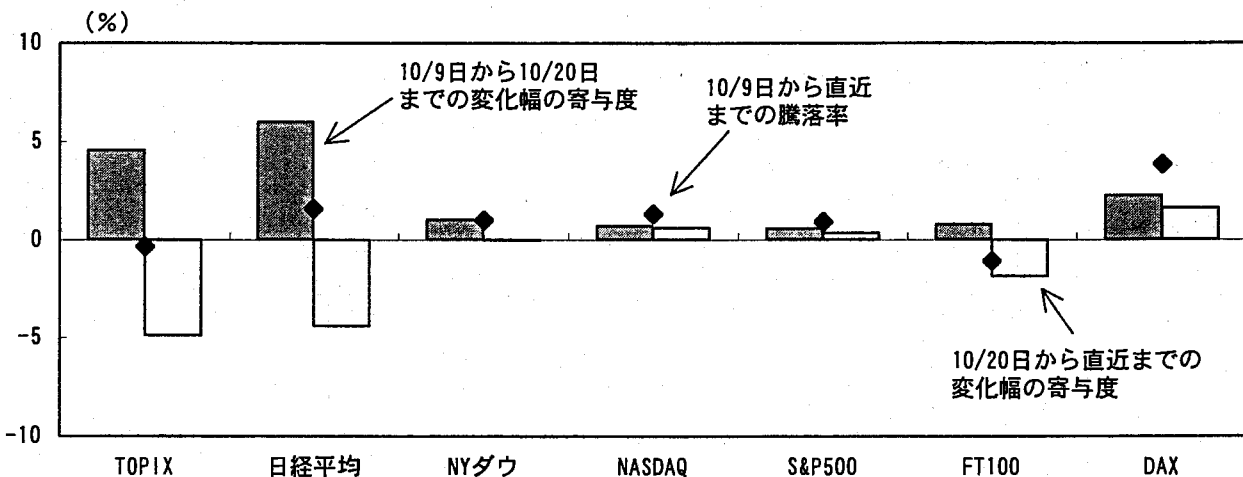 (%)
10
5
0
-5
-10
10/9日から10/20日
までの変化幅の寄与度
10/9日から直近
までの騰落率
10/20日から直近までの
変化幅の寄与度
TOPIX 日経平均 NYダウ NASDAQ S&P500 FT100 DAX